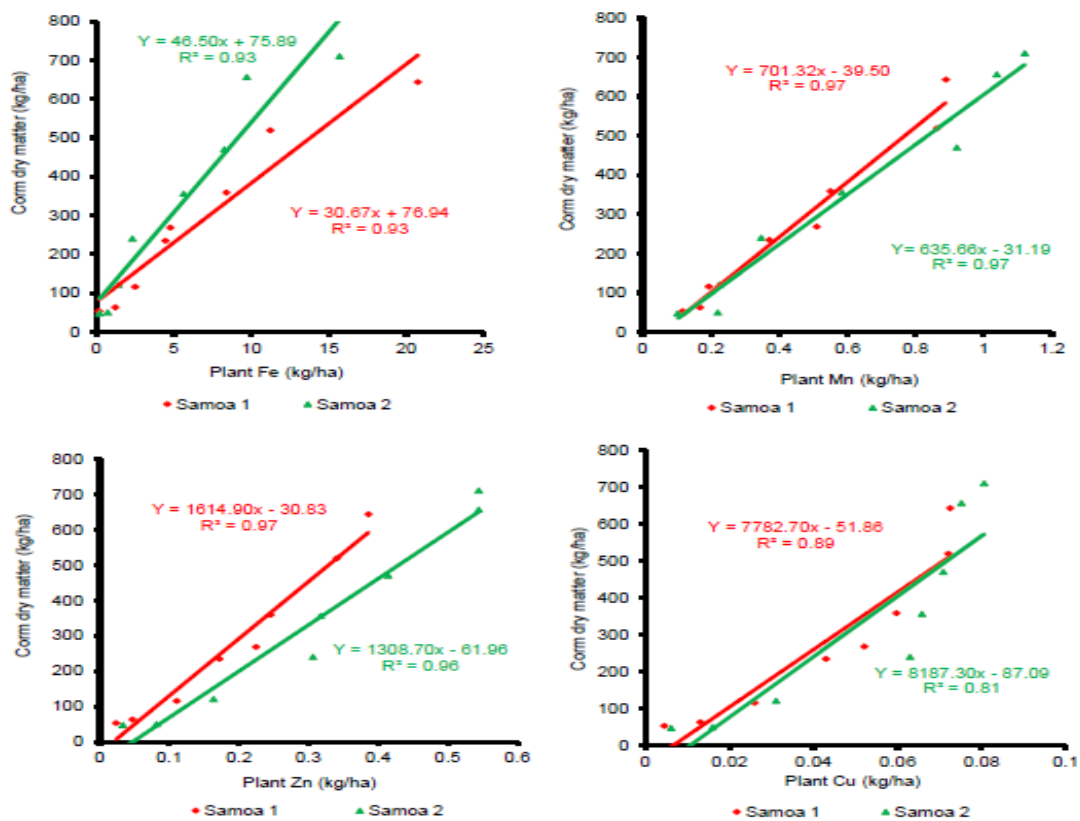 800
700
600
500
400
300
200
100
0
Corm dry matter (kg/ha)
Y = 46.50x + 75.89
R² = 0.93
Y = 30.67x + 76.94
R² = 0.93
0 5 10 15 20 25
Plant Fe (kg/ha)
Samoa 1 Samoa 2
800
700
600
500
400
300
200
100
0
Corm dry matter (kg/ha)
Y = 701.32x - 39.50
R² = 0.97
Y= 635.66x - 31.19
R² = 0.97
0 0.2 0.4 0.6 0.8 1 1.2
Plant Mn (kg/ha)
Samoa 1 Samoa 2
800
700
600
500
400
300
200
100
0
Corm dry matter (kg/ha)
Y = 1614.90x - 30.83
R² = 0.97
Y = 1308.70x - 61.96
R² = 0.96
0 0.1 0.2 0.3 0.4 0.5 0.6
Plant Zn (kg/ha)
Samoa 1 Samoa 2
800
700
600
500
400
300
200
100
0
Corm dry matter (kg/ha)
Y = 7782.70x - 51.86
R² = 0.89
Y = 8187.30x - 87.09
R² = 0.81
0 0.02 0.04 0.06 0.08 0.1
Plant Cu (kg/ha)
Samoa 1 Samoa 2